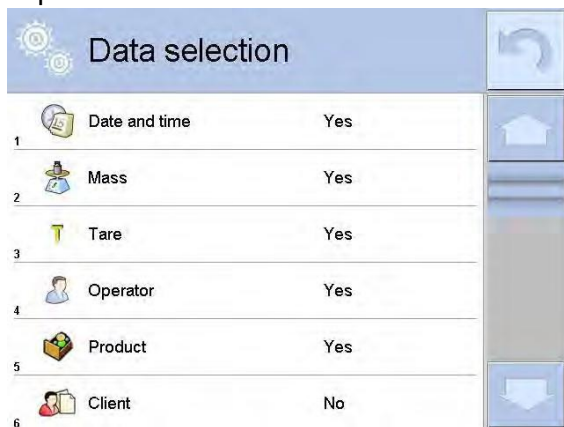 Data selection
Date and time Yes
1
Mass Yes
2
T Tare Yes
3
Operator Yes
4
Product Yes
5
Client No
6